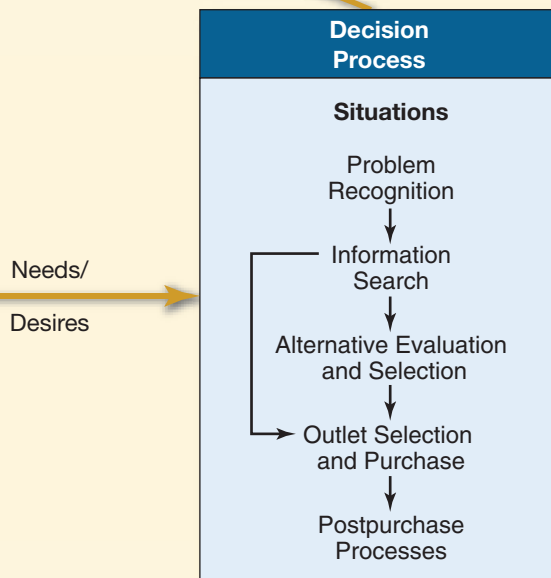 Decision
Process
Situations
Problem
Recognition
Information
Search
Needs/
Desires
Alternative Evaluation
and Selection
Outlet Selection
and Purchase
Postpurchase
Processes